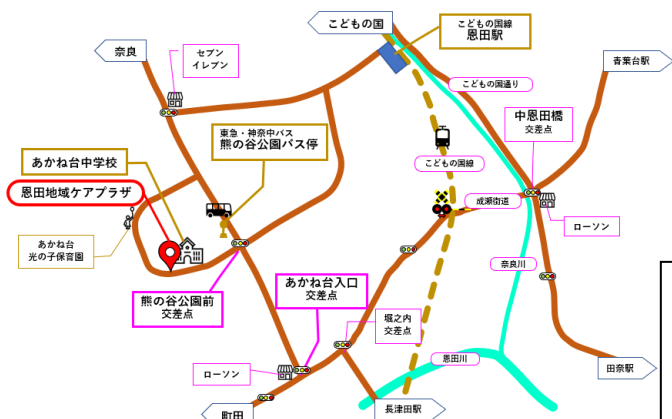 こどもの国
こどもの国線
恩田駅
奈良
セブン
イレブン
青葉台駅
こどもの国通り
中恩田橋
交差点
東急・神奈中バス
熊の谷公園バス停
あかね台中学校
こどもの国線
恩田地域ケアプラザ
成瀬街道
ローソン
あかね台
光の子保育園
奈良川
熊の谷公園前
交差点
あかね台入口
交差点
堀之内
交差点
恩田川
田奈駅
ローソン
長津田駅
町田